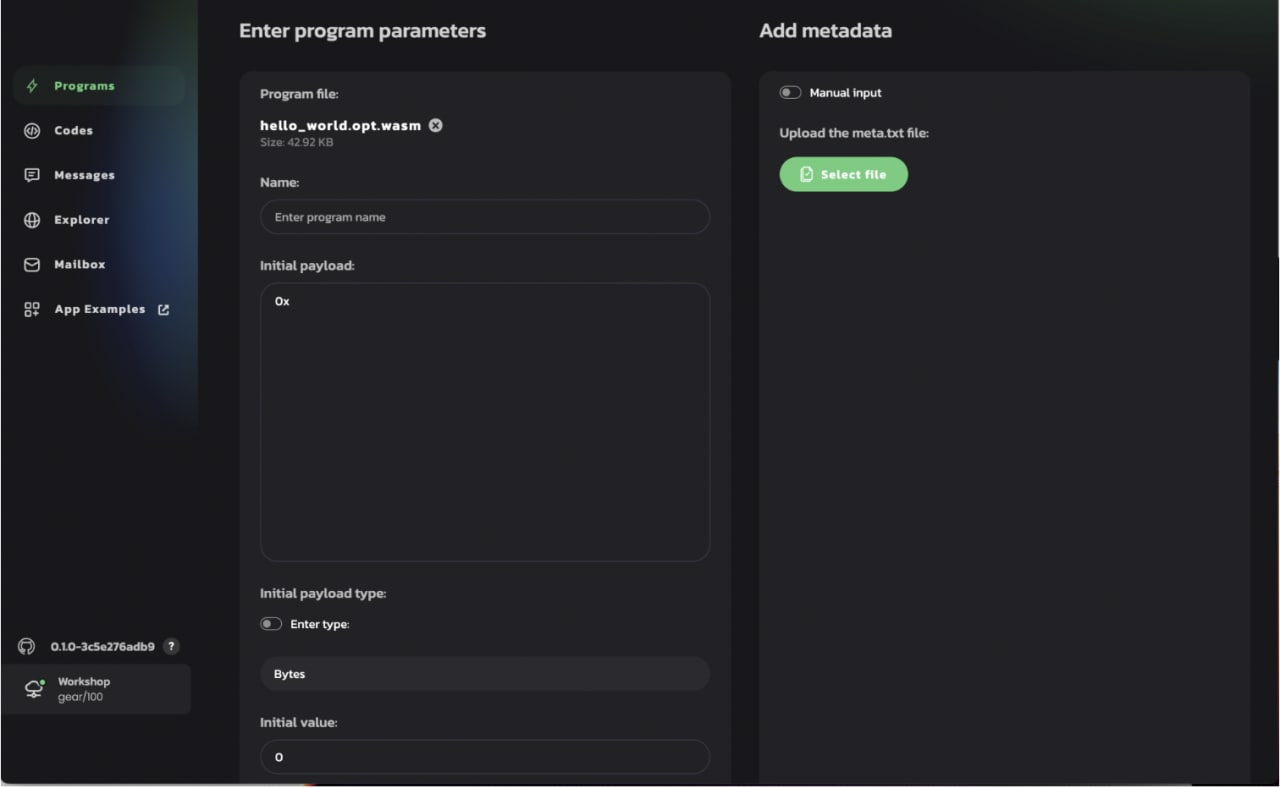 Programs
Codes
Messages
Explorer
Mailbox
App Examples
0.1.0-3c5e276adb9 ?
Workshop
gear/100
Enter program parameters
Program file:
hello_world.opt.wasm
Size: 42.92 KB
Name:
Enter program name
Initial payload:
0x
Initial payload type:
Enter type:
Bytes
Initial value:
0
Add metadata
Manual input
Upload the meta.txt file:
Select file